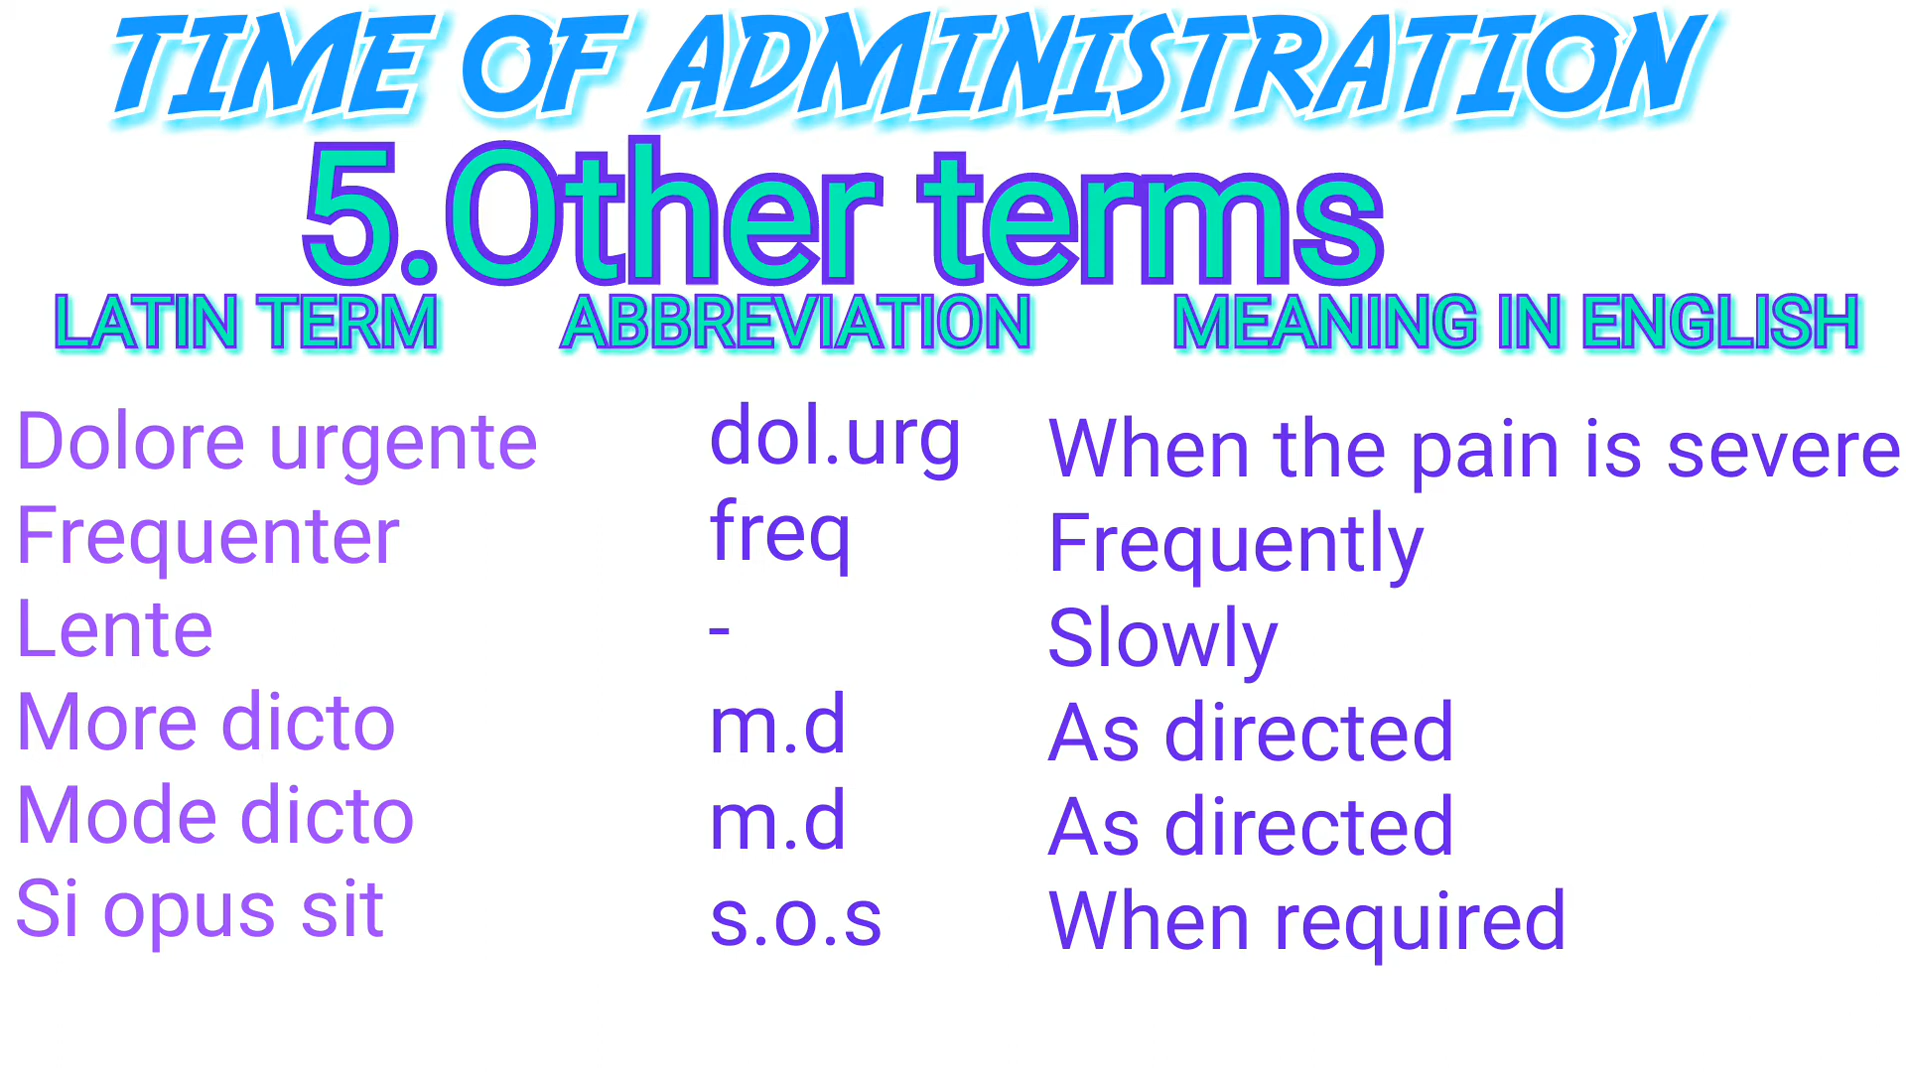 TIME OF ADMINISTRATION
5.Other terms
LATIN TERM ABBREVIATION MEANING IN ENGLISH
Dolore urgente dol.urg When the pain is severe
Frequenter freq Frequently
Lente - Slowly
More dicto m.d As directed
Mode dicto m.d As directed
Si opus sit s.o.s When required